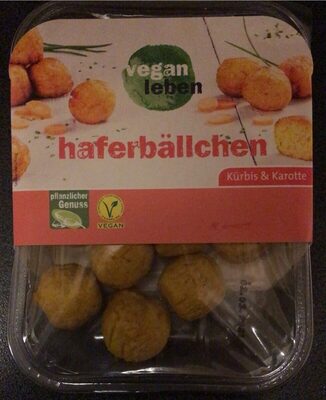 vegan
leben
haferbällchen
Kürbis & Karotte
pflanzlicher
Genuss
VEGAN